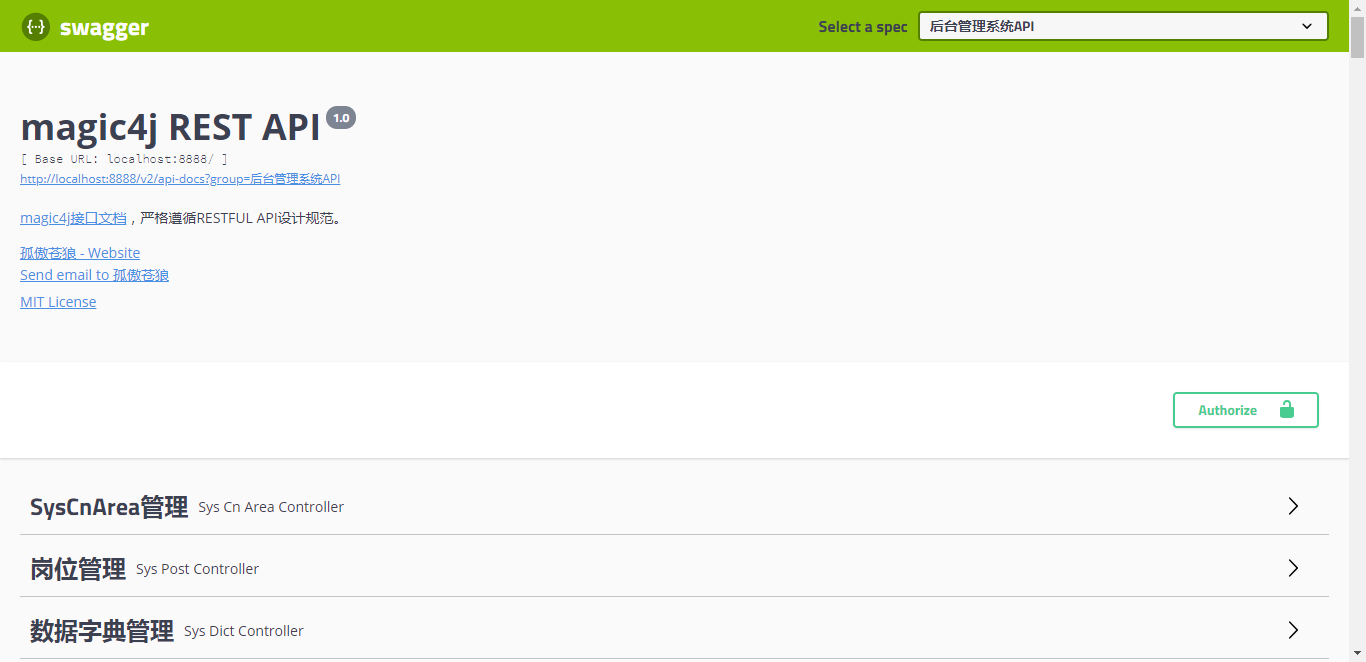 {··} swagger
Select a spec 后台管理系统API
magic4j REST API 1.0
[ Base URL: localhost:8888/ ]
http://localhost:8888/v2/api-docs?group=后台管理系统API
magic4j接口文档，严格遵循RESTFUL API设计规范。
孤傲苍狼 - Website
Send email to 孤傲苍狼
MIT License
Authorize
SysCnArea管理 Sys Cn Area Controller
岗位管理 Sys Post Controller
数据字典管理 Sys Dict Controller